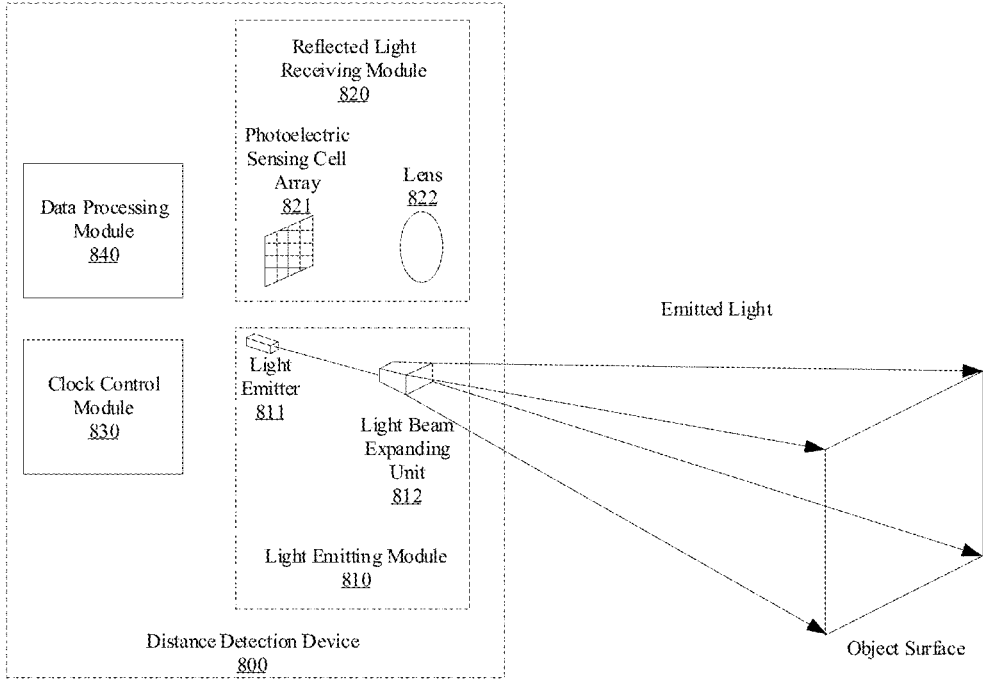 Reflected Light
Receiving Module
820
Photoelectric
Sensing Cell
Array
821
Lens
822
Data Processing
Module
840
Emitted Light
Clock Control
Module
830
Light
Emitter
811
Light Beam
Expanding
Unit
812
Light Emitting Module
810
Distance Detection Device
800
Object Surface